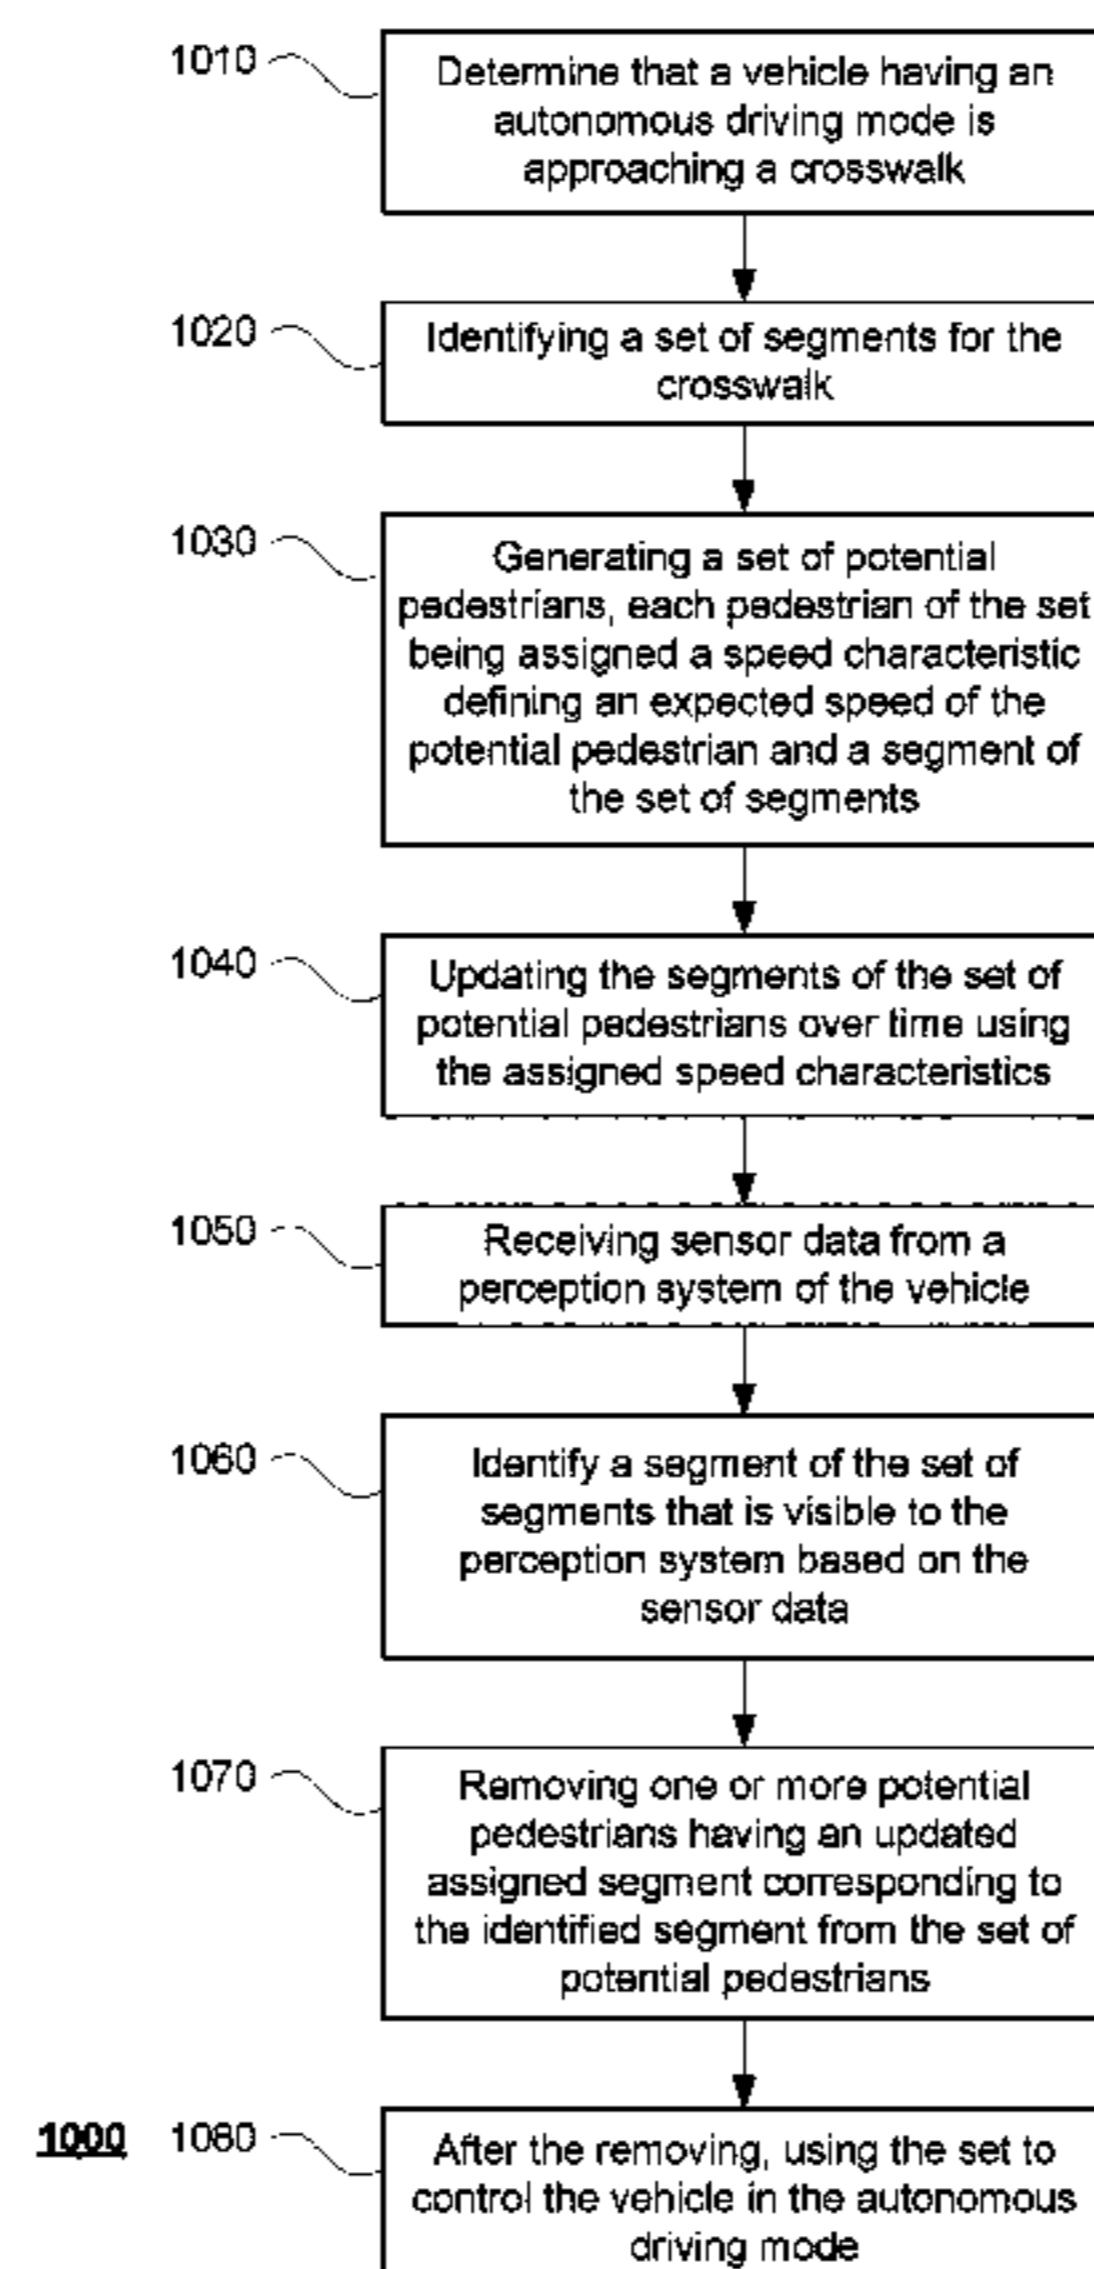 1010
Determine that a vehicle having an
autonomous driving mode is
approaching a crosswalk
1020
Identifying a set of segments for the
crosswalk
1030
Generating a set of potential
pedestrians, each pedestrian of the set
being assigned a speed characteristic
defining an expected speed of the
potential pedestrian and a segment of
the set of segments
1040
Updating the segments of the set of
potential pedestrians over time using
the assigned speed characteristics
1050
Receiving sensor data from a
perception system of the vehicle
1060
Identify a segment of the set of
segments that is visible to the
perception system based on the
sensor data
1070
Removing one or more potential
pedestrians having an updated
assigned segment corresponding to
the identified segment from the set of
potential pedestrians
1000
1080
After the removing, using the set to
control the vehicle in the autonomous
driving mode